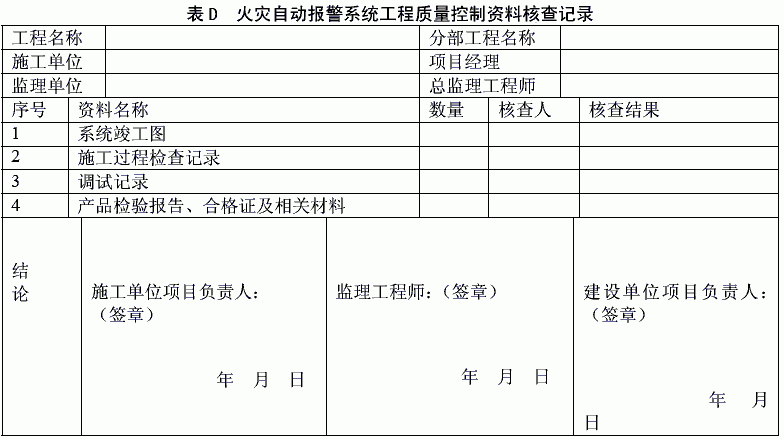 表 D 火灾自动报警系统工程质量控制资料核查记录
工程名称 分部工程名称
施工单位 项目经理
监理单位 总监理工程师
序号 资料名称 数量 核查人 核查结果
1 系统竣工图
2 施工过程检查记录
3 调试记录
4 产品检验报告、合格证及相关材料
结
论
施工单位项目负责人：
（签章）
年 月 日
监理工程师：（签章）
年 月 日
建设单位项目负责人：
（签章）
年 月
日